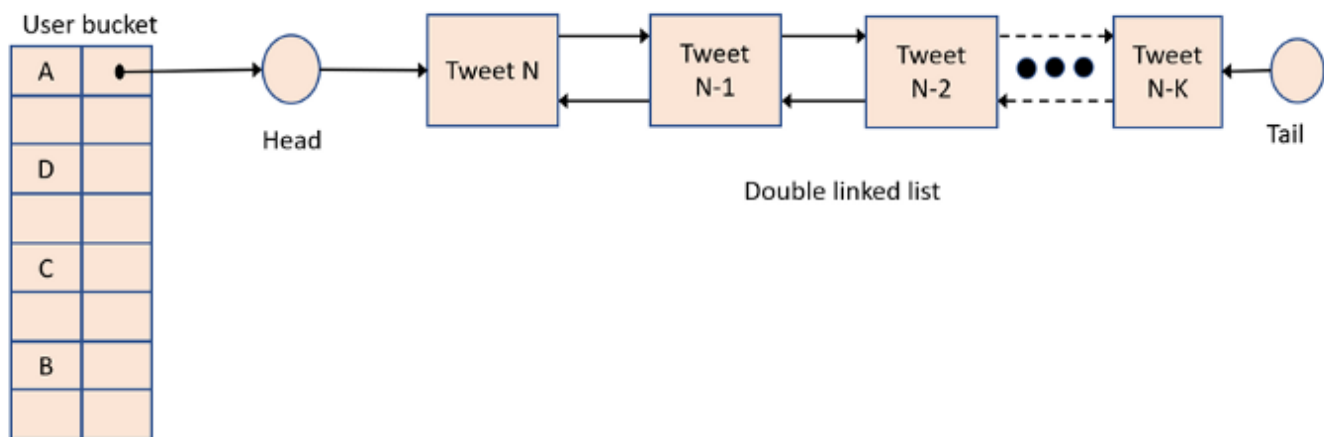 User bucket
A
D
C
B
Head
Tweet N
Tweet
N-1
Tweet
N-2
Tweet
N-K
Tail
Double linked list